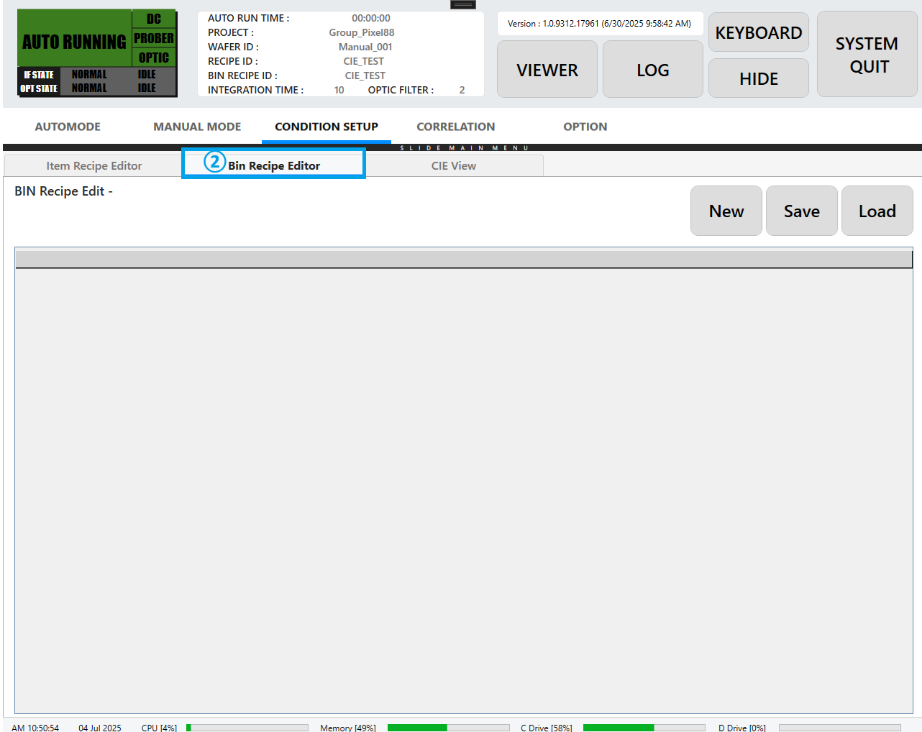 AUTO RUNNING
DC
PROBER
OPTIC
IF STATE NORMAL IDLE
OPT STATE NORMAL IDLE
AUTO RUN TIME : 00:00:00
PROJECT : Group_Pixel88
WAFER ID : Manual_001
RECIPE ID : CIE_TEST
BIN RECIPE ID : CIE_TEST
INTEGRATION TIME : 10 OPTIC FILTER : 2
Version : 1.0.9312.17961 (6/30/2025 9:58:42 AM)
VIEWER
LOG
KEYBOARD
HIDE
SYSTEM
QUIT
AUTOMODE MANUAL MODE CONDITION SETUP CORRELATION OPTION
SLIDE MAIN MENU
Item Recipe Editor ② Bin Recipe Editor CIE View
BIN Recipe Edit -
New Save Load
AM 10:50:54 04 Jul 2025 CPU [4%] Memory [49%] C Drive [58%] D Drive [0%]